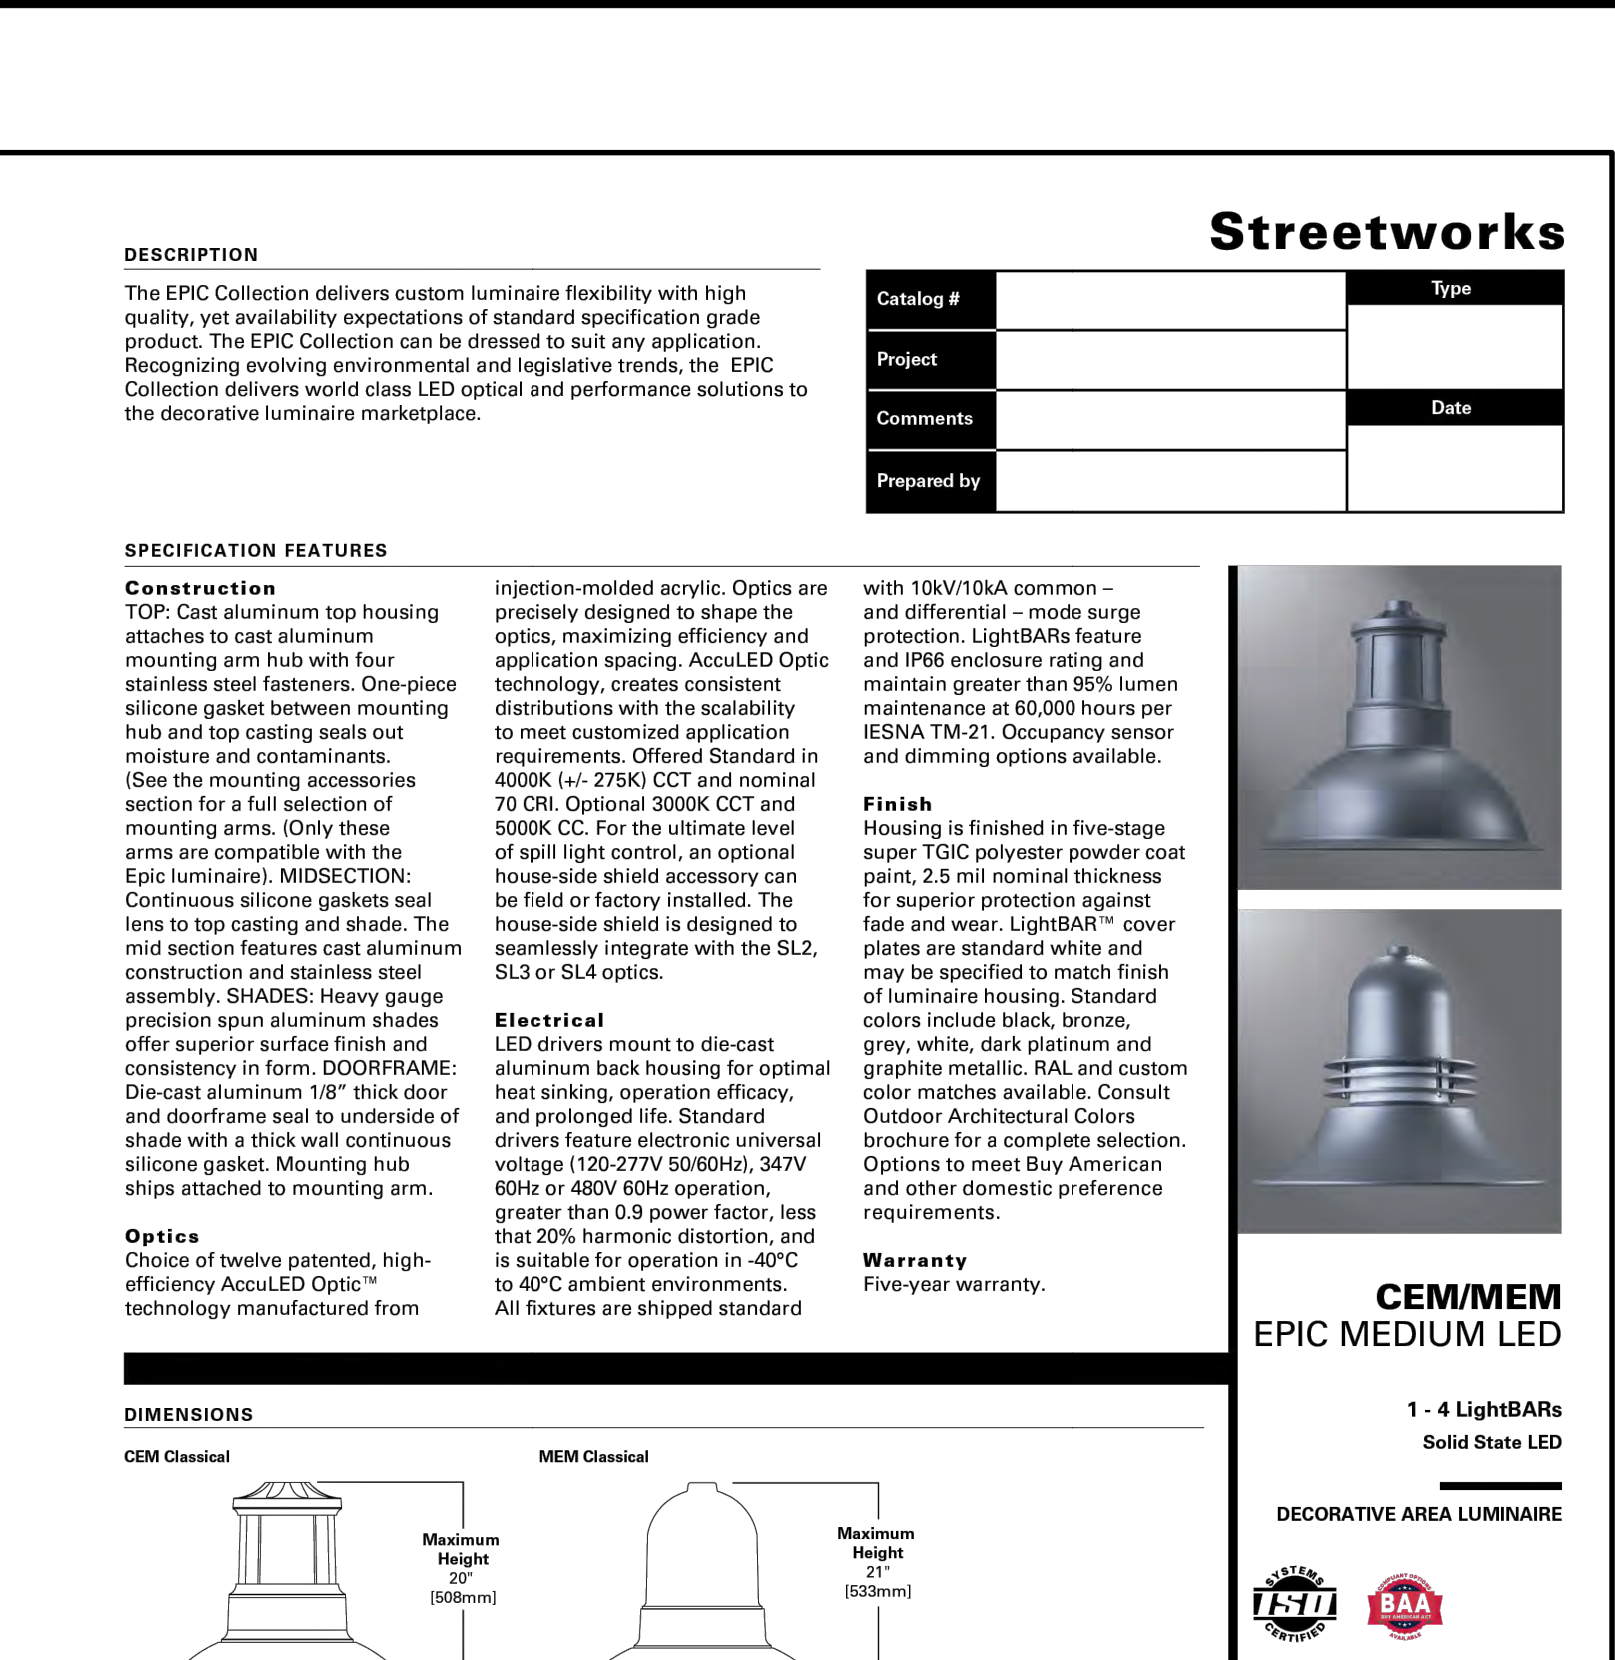 Streetworks
DESCRIPTION
The EPIC Collection delivers custom luminaire flexibility with high
quality, yet availability expectations of standard specification grade
product. The EPIC Collection can be dressed to suit any application.
Recognizing evolving environmental and legislative trends, the EPIC
Collection delivers world class LED optical and performance solutions to
the decorative luminaire marketplace.
Catalog #
Type
Project
Comments
Date
Prepared by
SPECIFICATION FEATURES
Construction
TOP: Cast aluminum top housing
attaches to cast aluminum
mounting arm hub with four
stainless steel fasteners. One-piece
silicone gasket between mounting
hub and top casting seals out
moisture and contaminants.
(See the mounting accessories
section for a full selection of
mounting arms. (Only these
arms are compatible with the
Epic luminaire). MIDSECTION:
Continuous silicone gaskets seal
lens to top casting and shade. The
mid section features cast aluminum
construction and stainless steel
assembly. SHADES: Heavy gauge
precision spun aluminum shades
offer superior surface finish and
consistency in form. DOORFRAME:
Die-cast aluminum 1/8” thick door
and doorframe seal to underside of
shade with a thick wall continuous
silicone gasket. Mounting hub
ships attached to mounting arm.
Optics
Choice of twelve patented, high-
efficiency AccuLED Optic™
technology manufactured from
injection-molded acrylic. Optics are
precisely designed to shape the
optics, maximizing efficiency and
application spacing. AccuLED Optic
technology, creates consistent
distributions with the scalability
to meet customized application
requirements. Offered Standard in
4000K (+/- 275K) CCT and nominal
70 CRI. Optional 3000K CCT and
5000K CC. For the ultimate level
of spill light control, an optional
house-side shield accessory can
be field or factory installed. The
house-side shield is designed to
seamlessly integrate with the SL2,
SL3 or SL4 optics.
Electrical
LED drivers mount to die-cast
aluminum back housing for optimal
heat sinking, operation efficacy,
and prolonged life. Standard
drivers feature electronic universal
voltage (120-277V 50/60Hz), 347V
60Hz or 480V 60Hz operation,
greater than 0.9 power factor, less
that 20% harmonic distortion, and
is suitable for operation in -40°C
to 40°C ambient environments.
All fixtures are shipped standard
with 10kV/10kA common –
and differential – mode surge
protection. LightBARs feature
and IP66 enclosure rating and
maintain greater than 95% lumen
maintenance at 60,000 hours per
IESNA TM-21. Occupancy sensor
and dimming options available.
Finish
Housing is finished in five-stage
super TGIC polyester powder coat
paint, 2.5 mil nominal thickness
for superior protection against
fade and wear. LightBAR™ cover
plates are standard white and
may be specified to match finish
of luminaire housing. Standard
colors include black, bronze,
grey, white, dark platinum and
graphite metallic. RAL and custom
color matches available. Consult
Outdoor Architectural Colors
brochure for a complete selection.
Options to meet Buy American
and other domestic preference
requirements.
Warranty
Five-year warranty.
CEM/MEM
EPIC MEDIUM LED
1 - 4 LightBARs
Solid State LED
DECORATIVE AREA LUMINAIRE
SYSTEMS
ISO
CERTIFIED
COMPLIANT OPTIONS
BAA
BUY AMERICAN ACT
AVAILABLE
DIMENSIONS
CEM Classical
Maximum
Height
20"
[508mm]
MEM Classical
Maximum
Height
21"
[533mm]